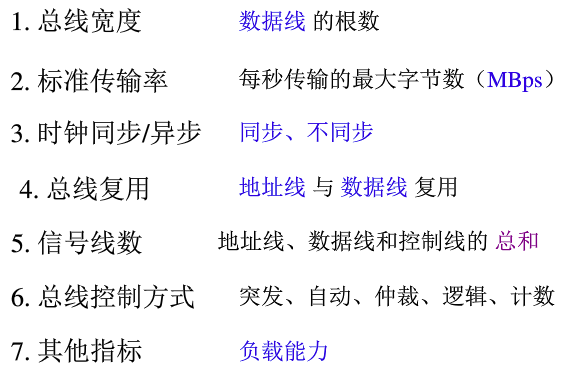 1. 总线宽度 数据线 的根数
2. 标准传输率 每秒传输的最大字节数（MBps）
3. 时钟同步/异步 同步、不同步
4. 总线复用 地址线 与 数据线 复用
5. 信号线数 地址线、数据线和控制线的 总和
6. 总线控制方式 突发、自动、仲裁、逻辑、计数
7. 其他指标 负载能力